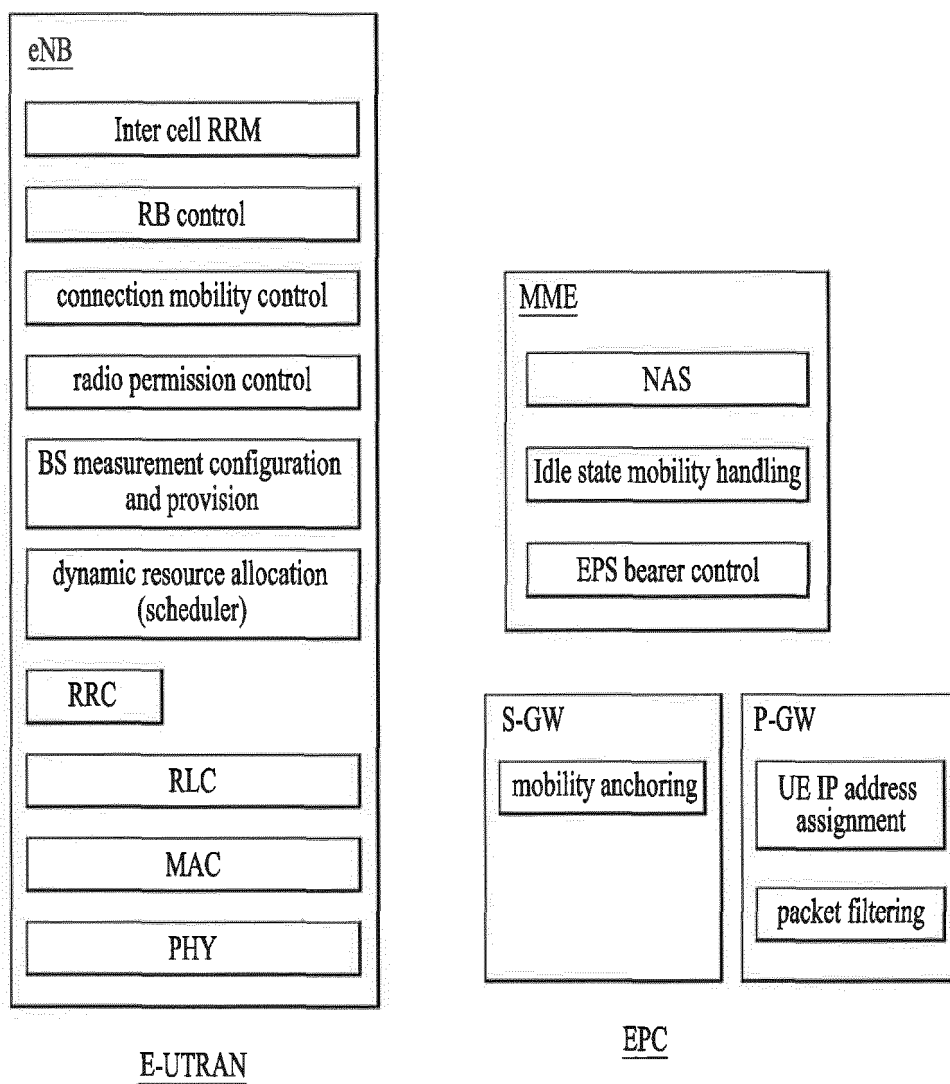 eNB
Inter cell RRM
RB control
connection mobility control
radio permission control
BS measurement configuration
and provision
dynamic resource allocation
(scheduler)
RRC
RLC
MAC
PHY
E-UTRAN
MME
NAS
Idle state mobility handling
EPS bearer control
S-GW
mobility anchoring
P-GW
UE IP address
assignment
packet filtering
EPC